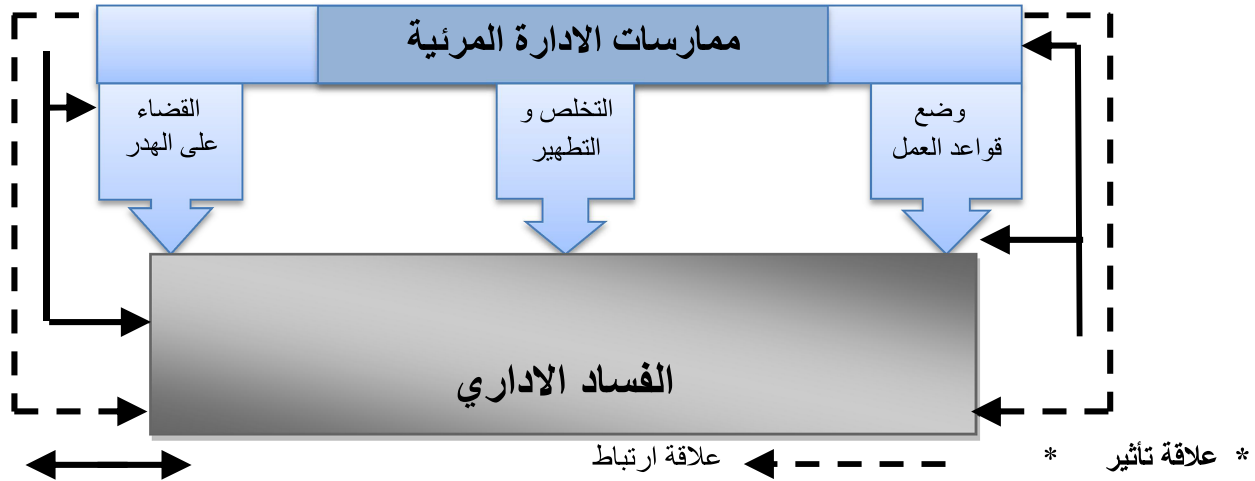 ممارسات الادارة المرئية
وضع
قواعد العمل
التخلص و
التطهير
القضاء
على الهدر
الفساد الاداري
* علاقة تأثير *
علاقة ارتباط